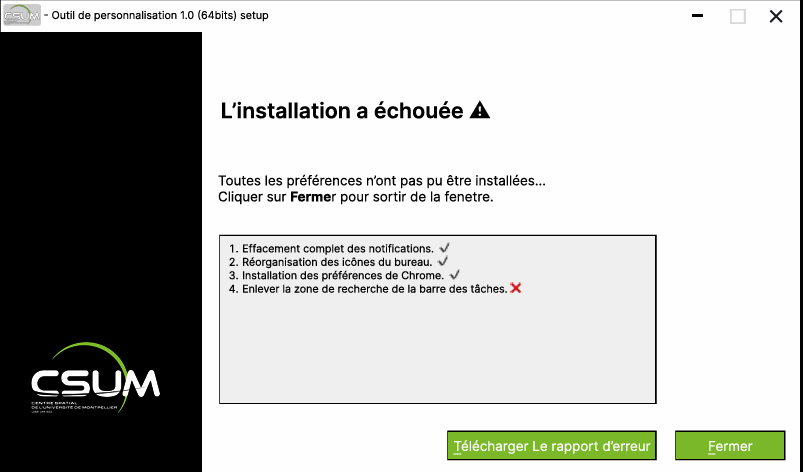 CSUM - Outil de personnalisation 1.0 (64bits) setup
L'installation a échouée
Toutes les préférences n'ont pas pu être installées...
Cliquer sur Fermer pour sortir de la fenetre.
1. Effacement complet des notifications.
2. Réorganisation des icônes du bureau.
3. Installation des préférences de Chrome.
4. Enlever la zone de recherche de la barre des tâches.
CSUM
CENTRE SPATIAL
DE L'UNIVERSITÉ DE MONTPELLIER
Télécharger Le rapport d'erreur
Fermer